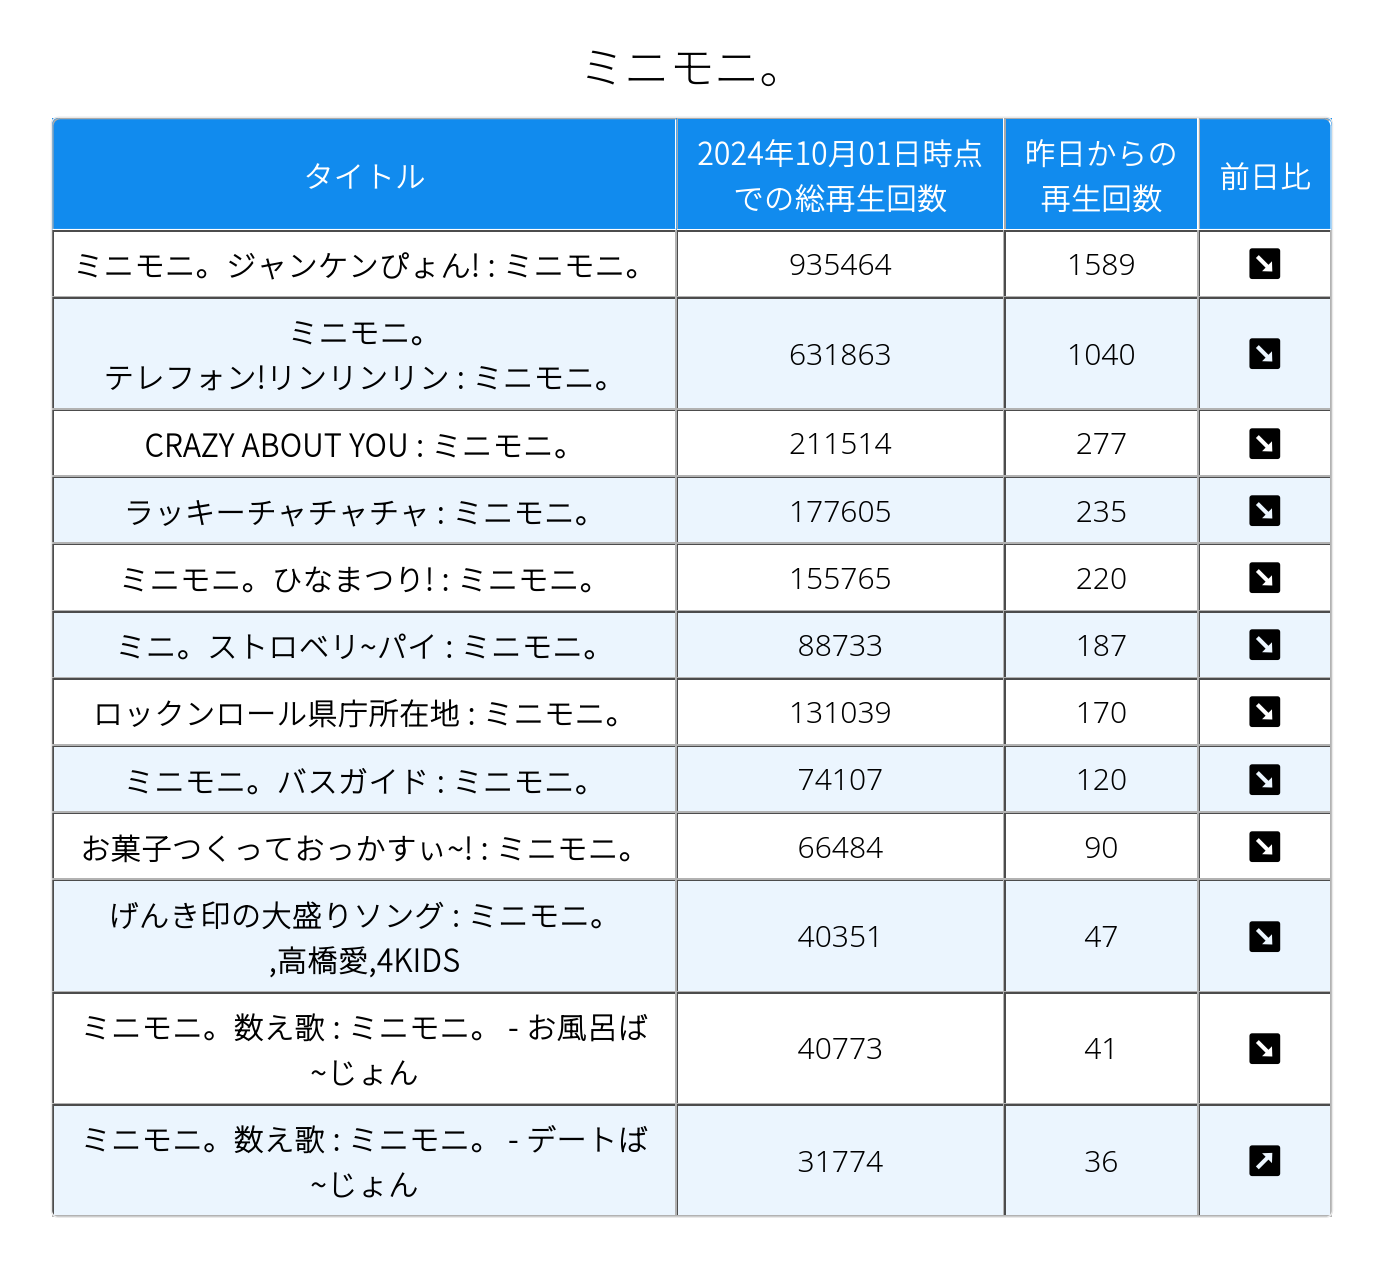 ミニモニ。
タイトル
2024年10月01日時点
での総再生回数
昨日からの
再生回数
前日比
ミニモニ。ジャンケンぴょん! : ミニモニ。
935464
1589
ミニモニ。
テレフォン!リンリンリン : ミニモニ。
631863
1040
CRAZY ABOUT YOU : ミニモニ。
211514
277
ラッキーチャチャチャ : ミニモニ。
177605
235
ミニモニ。ひなまつり! : ミニモニ。
155765
220
ミニ。ストロベリ~パイ : ミニモニ。
88733
187
ロックンロール県庁所在地 : ミニモニ。
131039
170
ミニモニ。バスガイド : ミニモニ。
74107
120
お菓子つくっておっかすぃ~! : ミニモニ。
66484
90
げんき印の大盛りソング : ミニモニ。
,高橋愛,4KIDS
40351
47
ミニモニ。数え歌 : ミニモニ。 - お風呂ば
~じょん
40773
41
ミニモニ。数え歌 : ミニモニ。 - デートば
~じょん
31774
36